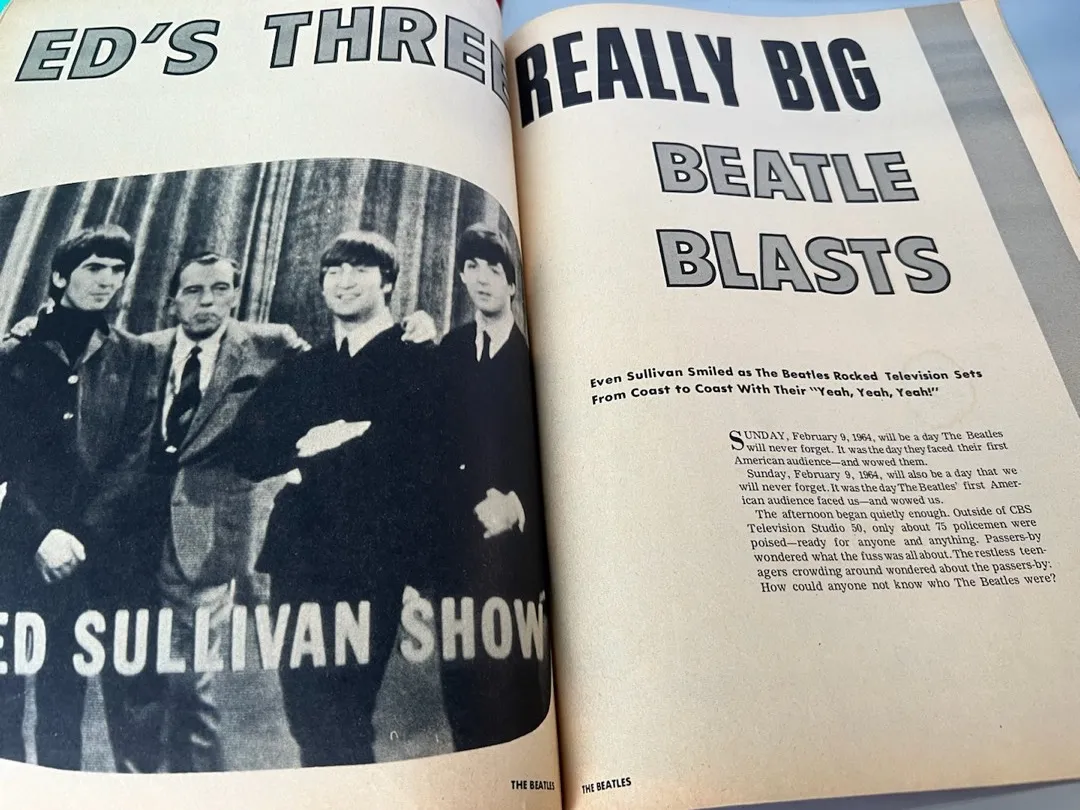 ED'S THREE
ED SULLIVAN SHOW
THE BEATLES
REALLY BIG
BEATLE
BLASTS
Even Sullivan Smiled as The Beatles Rocked Television Sets
From Coast to Coast With Their "Yeah, Yeah, Yeah!"
SUNDAY, February 9, 1964, will be a day The Beatles
will never forget. It was the day they faced their first
American audience—and wowed them.
Sunday, February 9, 1964, will also be a day that we
will never forget. It was the day The Beatles' first Amer-
ican audience faced us—and wowed us.
The afternoon began quietly enough. Outside of CBS
Television Studio 50, only about 75 policemen were
poised—ready for anyone and anything. Passers-by
wondered what the fuss was all about. The restless teen-
agers crowding around wondered about the passers-by:
How could anyone not know who The Beatles were?
THE BEATLES